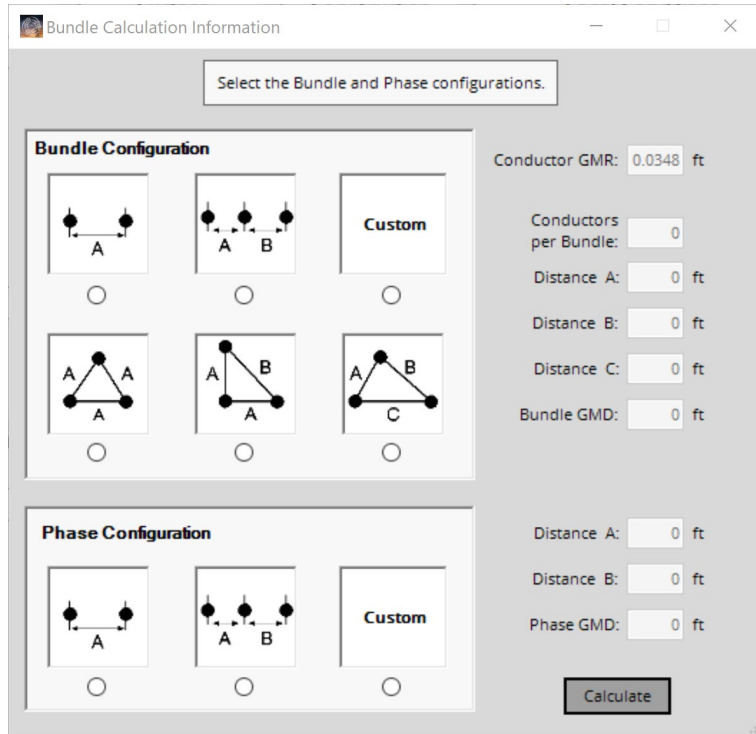 Bundle Calculation Information
Select the Bundle and Phase configurations.
Bundle Configuration
A
A B
Custom
A A
A
A B
A
A B
C
Conductor GMR: 0.0348 ft
Conductors
per Bundle: 0
Distance A: 0 ft
Distance B: 0 ft
Distance C: 0 ft
Bundle GMD: 0 ft
Phase Configuration
A
A B
Custom
Distance A: 0 ft
Distance B: 0 ft
Phase GMD: 0 ft
Calculate